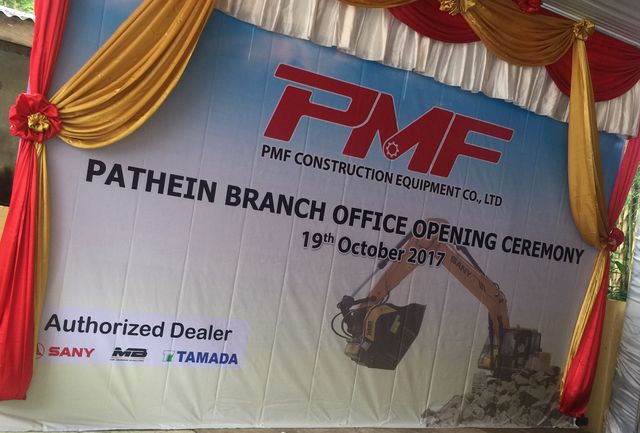 PMF
PMF CONSTRUCTION EQUIPMENT CO., LTD
PATHEIN BRANCH OFFICE OPENING CEREMONY
19th October 2017
SANY
Authorized Dealer
SANY MB TAMADA